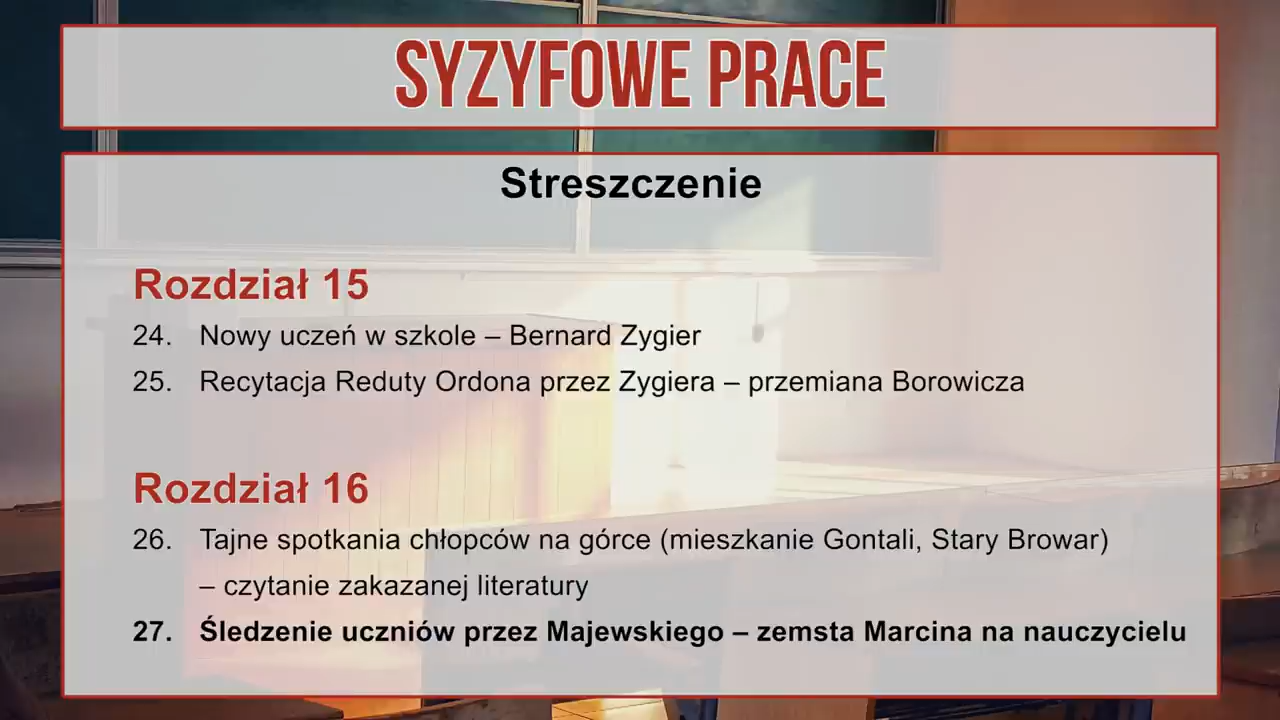 SYZYFOWE PRACE
Streszczenie
Rozdział 15
24. Nowy uczeń w szkole – Bernard Zygier
25. Recytacja Reduty Ordona przez Zygiera – przemiana Borowicza
Rozdział 16
26. Tajne spotkania chłopców na górce (mieszkanie Gontali, Stary Browar)
– czytanie zakazanej literatury
27. Śledzenie uczniów przez Majewskiego – zemsta Marcina na nauczycielu